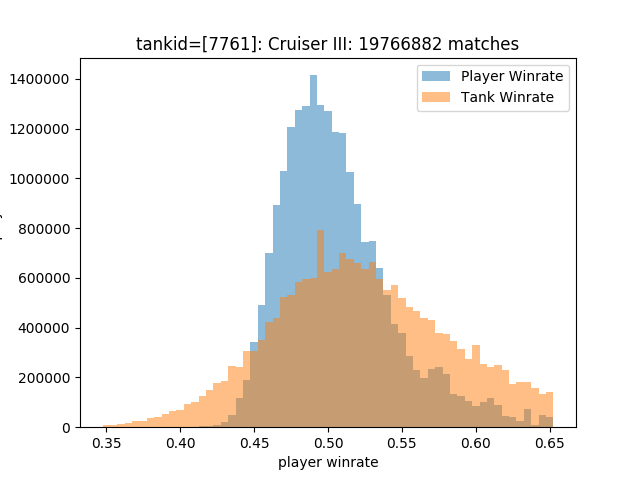 tankid=[7761]: Cruiser III: 19766882 matches
Player Winrate
Tank Winrate
1400000
1200000
1000000
800000
600000
400000
200000
0
0.35 0.40 0.45 0.50 0.55 0.60 0.65
player winrate